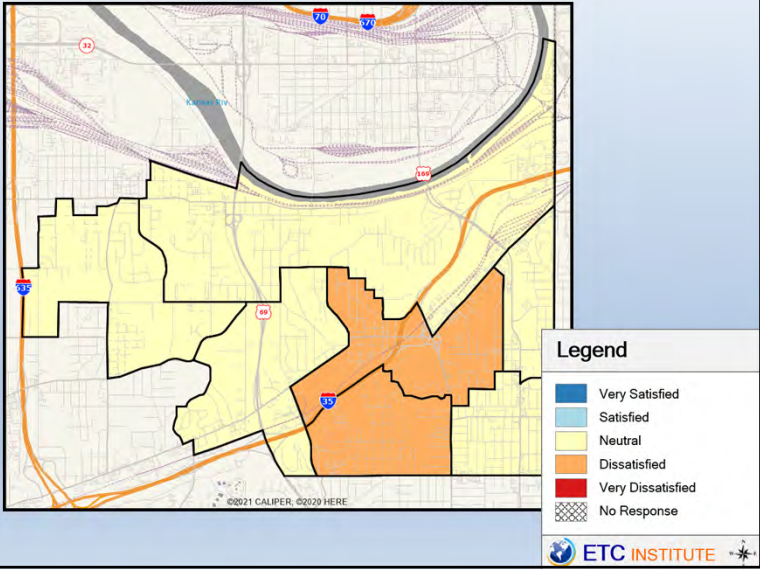 70
670
32
Kansas Riv
169
635
69
35
©2021 CALIPER; ©2020 HERE
Legend
Very Satisfied
Satisfied
Neutral
Dissatisfied
Very Dissatisfied
No Response
ETC INSTITUTE
N
W E
S